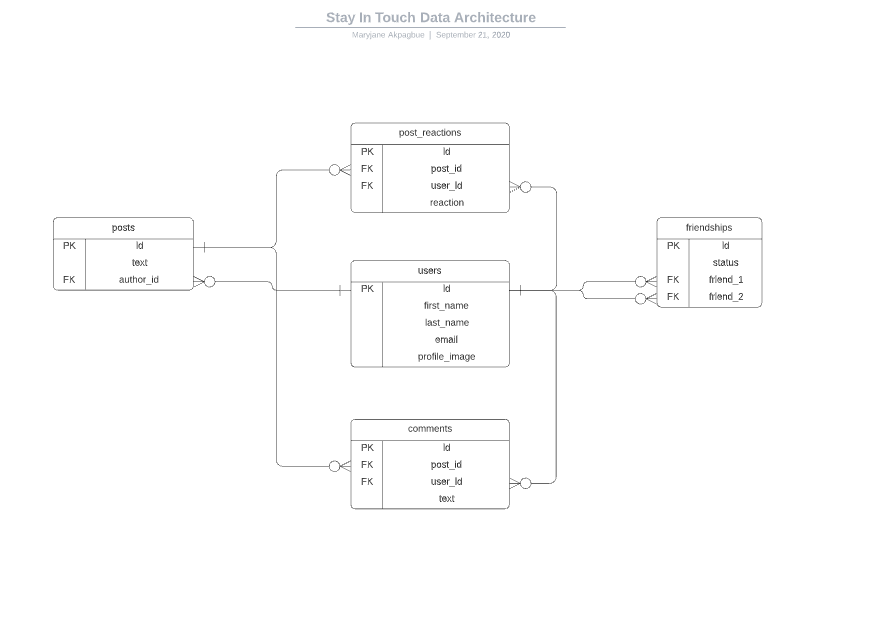 Stay In Touch Data Architecture
Maryjane Akpagbue | September 21, 2020
post_reactions
PK id
FK post_id
FK user_id
reaction
posts
PK id
text
FK author_id
users
PK id
first_name
last_name
email
profile_image
friendships
PK id
status
FK friend_1
FK friend_2
comments
PK id
FK post_id
FK user_id
text